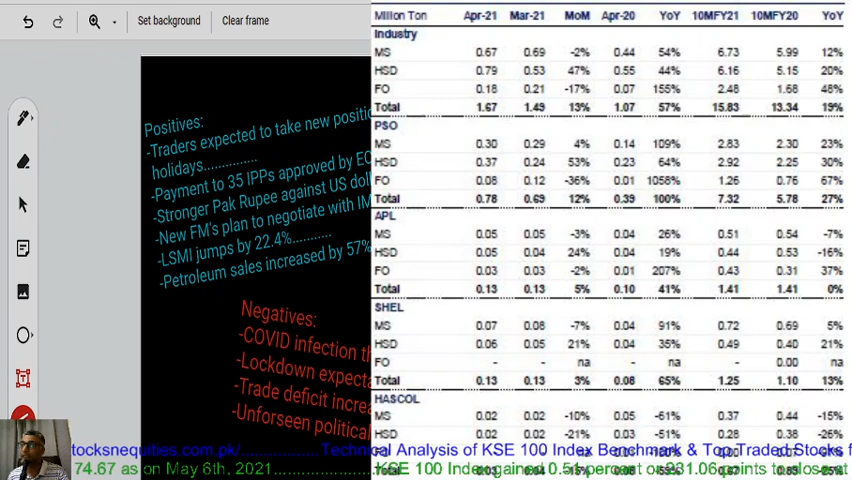 Set background
Clear frame
Positives:
-Traders expected to take new positi
holidays...............
-Payment to 35 IPPs approved by EC
-Stronger Pak Rupee against US doll
-New FM's plan to negotiate with IM
-LSMI jumps by 22.4%...........
-Petroleum sales increased by 57%
Negatives:
-COVID infection th
-Lockdown expecta
-Trade deficit increa
-Unforseen political
Million Ton Apr-21 Mar-21 MoM Apr-20 YoY 10MFY21 10MFY20 YoY
Industry
MS 0.67 0.69 -2% 0.44 54% 6.73 5.99 12%
HSD 0.79 0.53 47% 0.55 44% 6.16 5.15 20%
FO 0.18 0.21 -17% 0.07 155% 2.48 1.68 48%
Total 1.67 1.49 13% 1.07 57% 15.83 13.34 19%
PSO
MS 0.30 0.29 4% 0.14 109% 2.83 2.30 23%
HSD 0.37 0.24 53% 0.23 64% 2.92 2.25 30%
FO 0.08 0.12 -36% 0.01 1058% 1.26 0.76 67%
Total 0.78 0.69 12% 0.39 100% 7.32 5.78 27%
APL
MS 0.05 0.05 -3% 0.04 26% 0.51 0.54 -7%
HSD 0.05 0.04 24% 0.04 19% 0.44 0.53 -16%
FO 0.03 0.03 -2% 0.01 207% 0.43 0.31 37%
Total 0.13 0.13 5% 0.10 41% 1.41 1.41 0%
SHEL
MS 0.07 0.08 -7% 0.04 91% 0.72 0.69 5%
HSD 0.06 0.05 21% 0.04 35% 0.49 0.40 21%
FO - - na - na - 0.00 na
Total 0.13 0.13 3% 0.08 65% 1.25 1.10 13%
HASCOL
MS 0.02 0.02 -10% 0.05 -61% 0.37 0.44 -15%
HSD 0.02 0.02 -21% 0.03 -51% 0.28 0.38 -26%
tocksnequities.com.pk/.................Technical Analysis of KSE 100 Index Benchmark & Top Traded Stocks f
74.67 as on May 6th, 2021.......................KSE 100 Index gained 0.51 percent or 231.06 points to close at